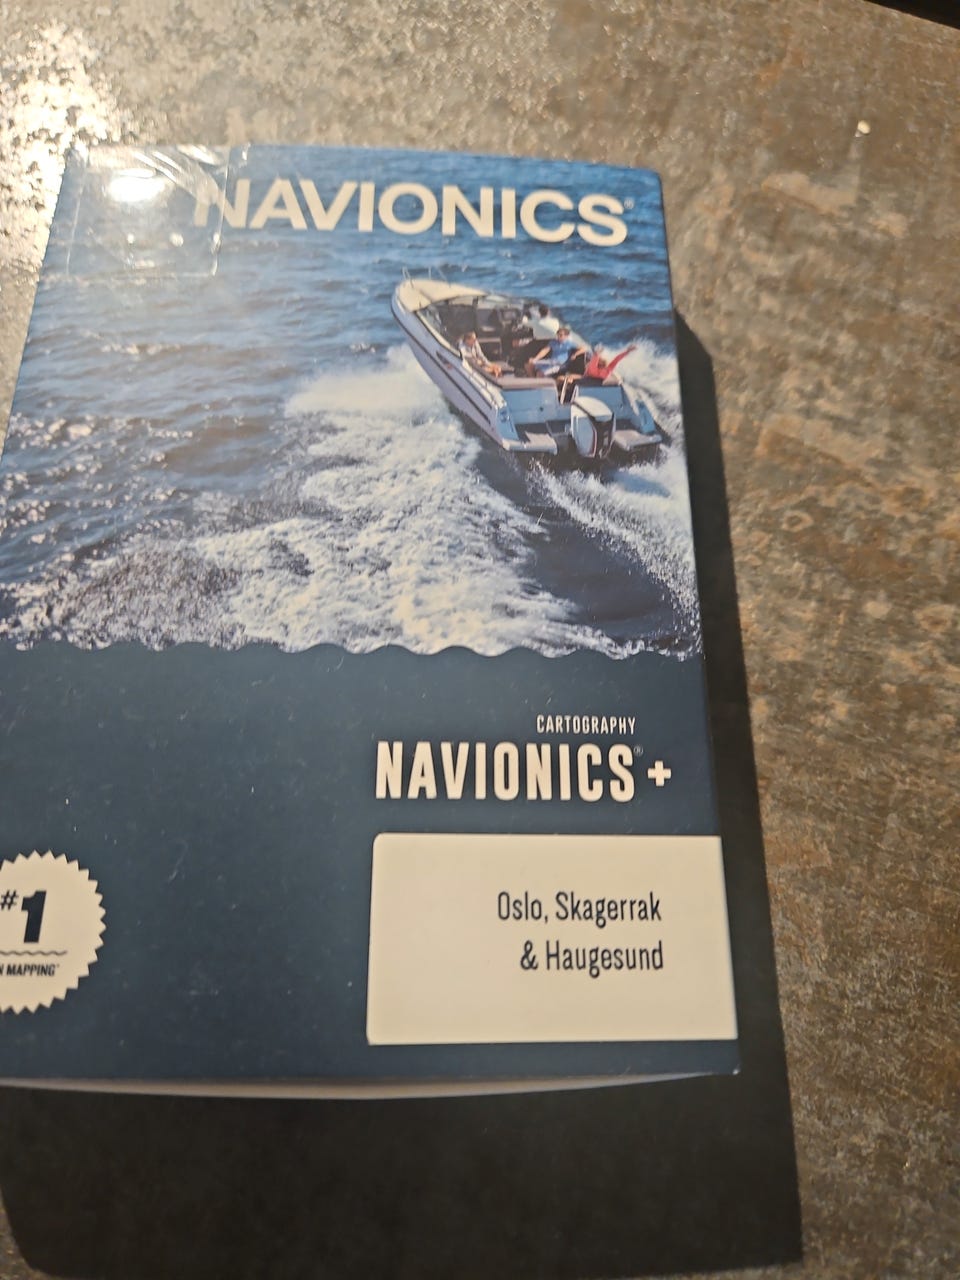 NAVIONICS®
CARTOGRAPHY
NAVIONICS®+
#1
MAPPING
Oslo, Skagerrak
& Haugesund